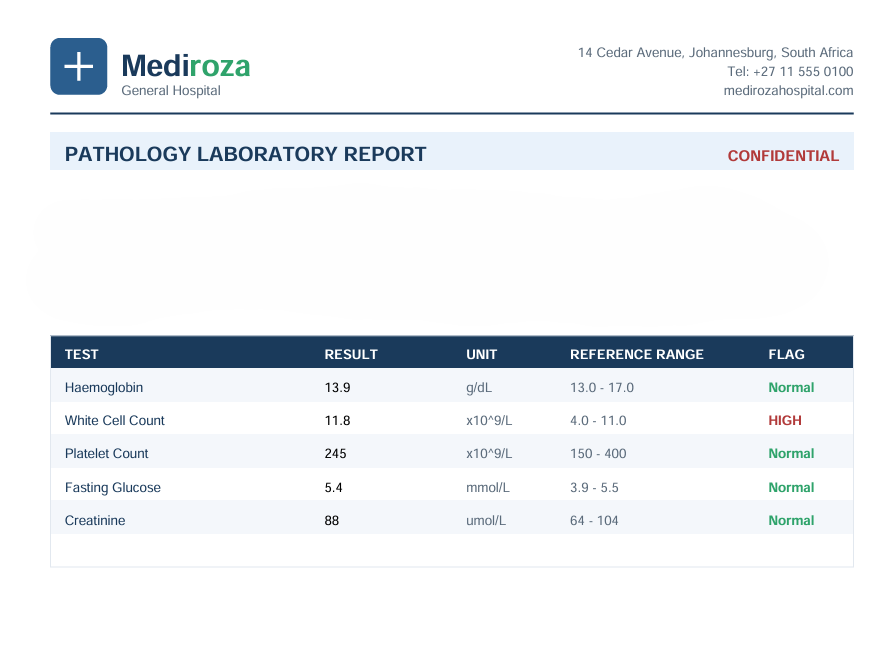 Mediroza
General Hospital
14 Cedar Avenue, Johannesburg, South Africa
Tel: +27 11 555 0100
medirozahospital.com
PATHOLOGY LABORATORY REPORT CONFIDENTIAL
TEST RESULT UNIT REFERENCE RANGE FLAG
Haemoglobin 13.9 g/dL 13.0 - 17.0 Normal
White Cell Count 11.8 x10^9/L 4.0 - 11.0 HIGH
Platelet Count 245 x10^9/L 150 - 400 Normal
Fasting Glucose 5.4 mmol/L 3.9 - 5.5 Normal
Creatinine 88 umol/L 64 - 104 Normal